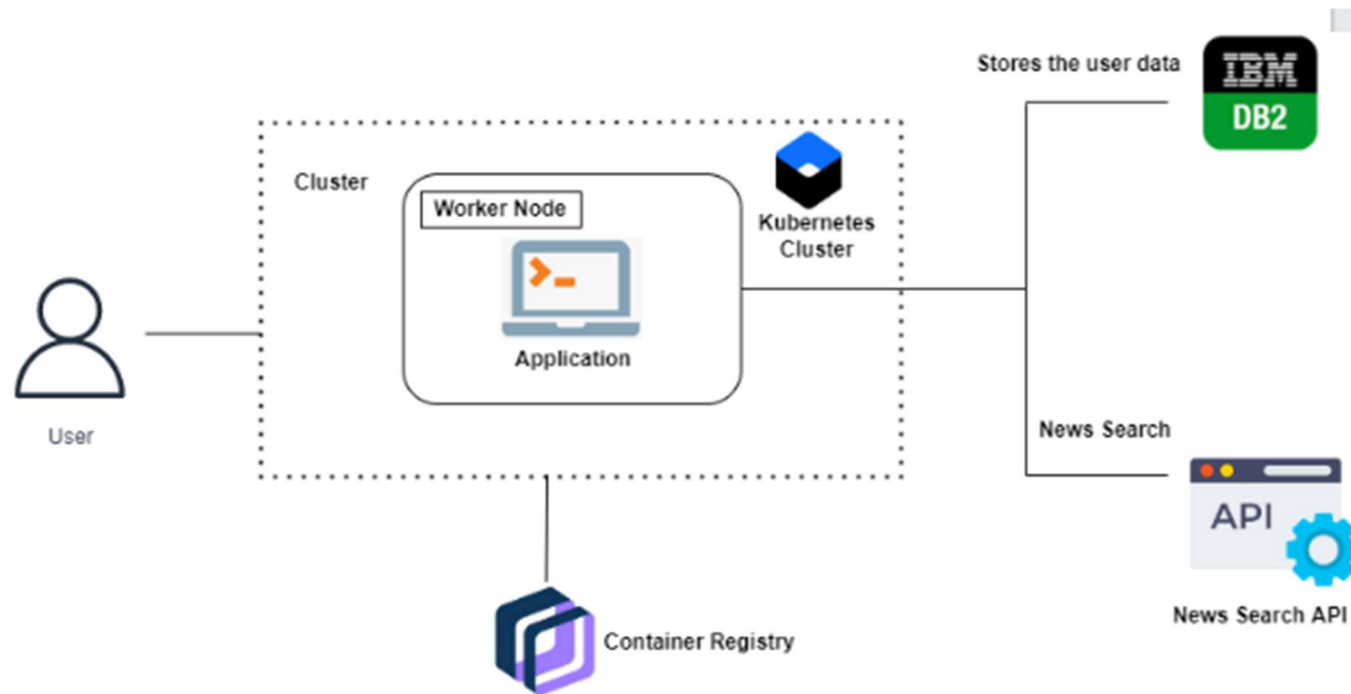 Stores the user data
IBM
DB2
Cluster
Worker Node
Kubernetes
Cluster
Application
User
News Search
API
News Search API
Container Registry